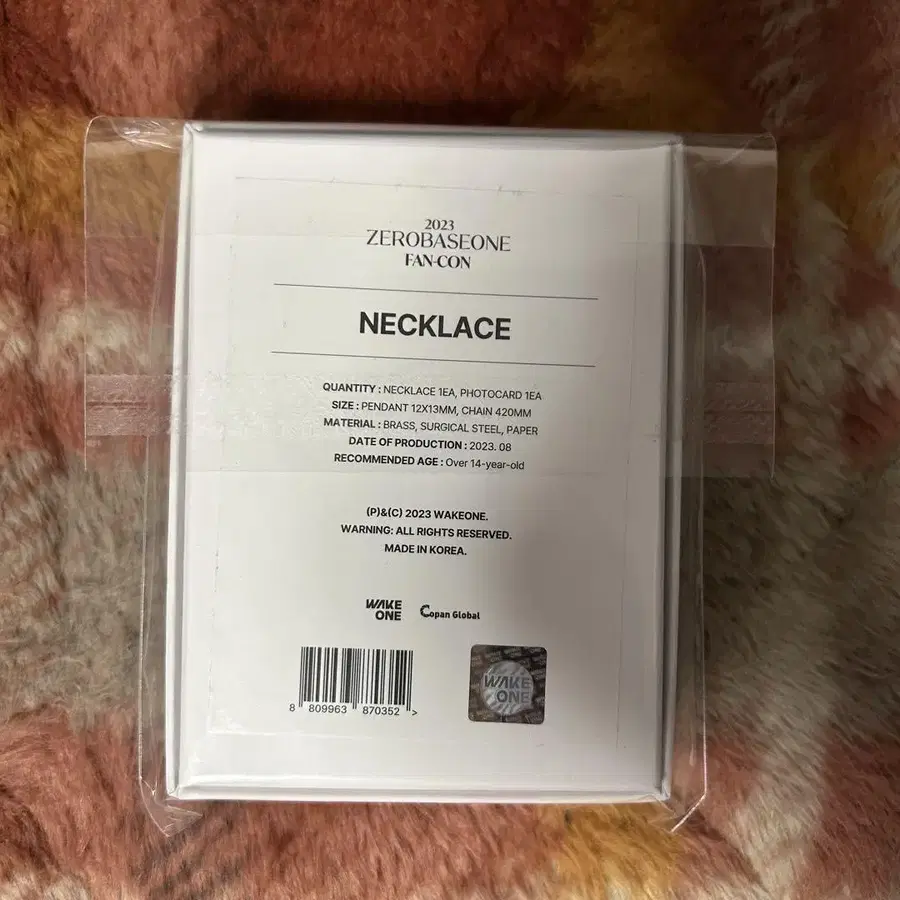 2023
ZEROBASEONE
FAN-CON
NECKLACE
QUANTITY : NECKLACE 1EA, PHOTOCARD 1EA
SIZE : PENDANT 12X13MM, CHAIN 420MM
MATERIAL : BRASS, SURGICAL STEEL, PAPER
DATE OF PRODUCTION : 2023. 08
RECOMMENDED AGE : Over 14-year-old
(P)&(C) 2023 WAKEONE.
WARNING: ALL RIGHTS RESERVED.
MADE IN KOREA.
WAKE
ONE
Copan Global
8 809963 870352 >
WAKE
ONE